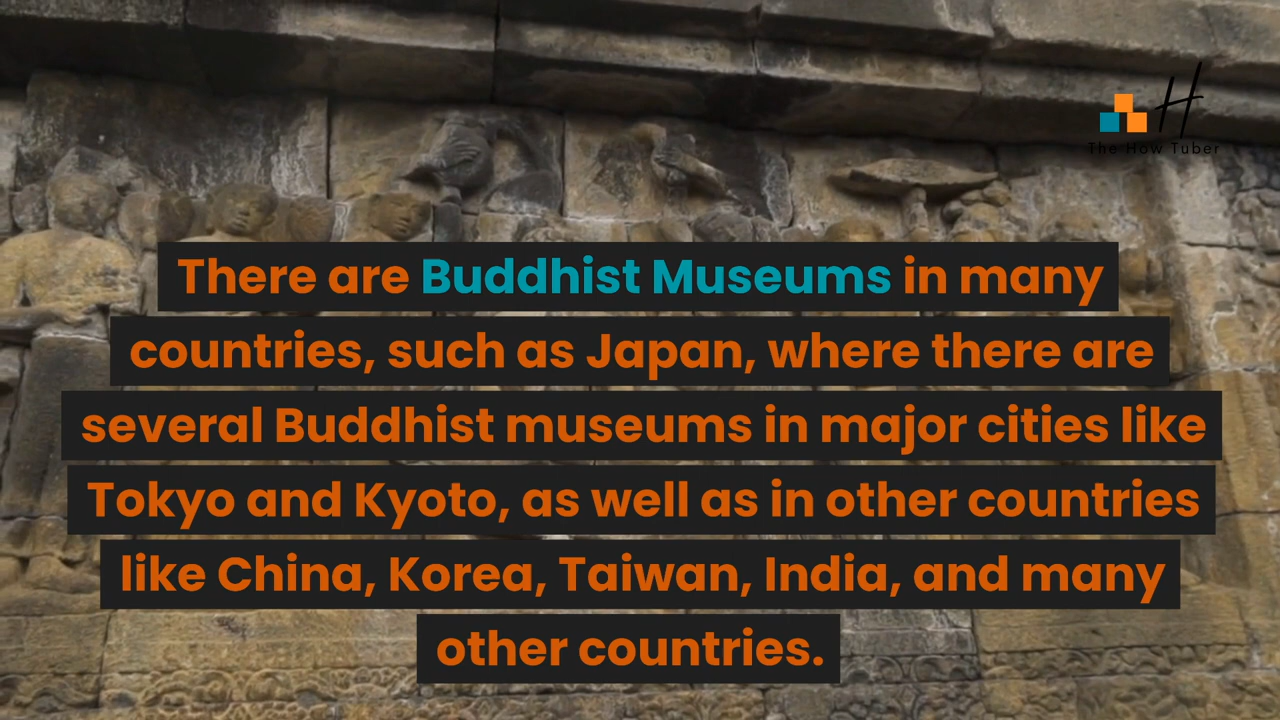 H
The How Tuber
There are Buddhist Museums in many
countries, such as Japan, where there are
several Buddhist museums in major cities like
Tokyo and Kyoto, as well as in other countries
like China, Korea, Taiwan, India, and many
other countries.